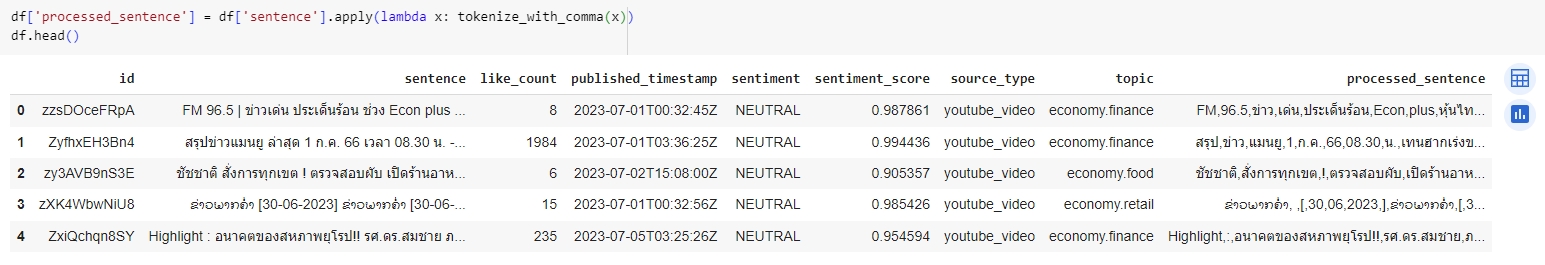 df['processed_sentence'] = df['sentence'].apply(lambda x: tokenize_with_comma(x))
df.head()
id sentence like_count published_timestamp sentiment sentiment_score source_type topic processed_sentence
0 zzsDOceFRpA FM 96.5 | ข่าวเด่น ประเด็นร้อน ช่วง Econ plus ... 8 2023-07-01T00:32:45Z NEUTRAL 0.987861 youtube_video economy.finance FM,96.5,ข่าว,เด่น,ประเด็นร้อน,Econ,plus,หุ้นไท...
1 ZyfhxEH3Bn4 สรุปข่าวแมนยู ล่าสุด 1 ก.ค. 66 เวลา 08.30 น. -... 1984 2023-07-01T03:36:25Z NEUTRAL 0.994436 youtube_video economy.finance สรุป,ข่าว,แมนยู,1,ก.ค.,66,08.30,น.,เทนฮากเร่งข...
2 zy3AVB9nS3E ชัชชาติ สั่งการทุกเขต ! ตรวจสอบผับ เปิดร้านอาห... 6 2023-07-02T15:08:00Z NEUTRAL 0.905357 youtube_video economy.food ชัชชาติ,สั่งการทุกเขต,!,ตรวจสอบ,ผับ,เปิดร้านอาห...
3 zXK4WbwNiU8 ຂ່າວພາກຄ່ຳ [30-06-2023] ຂ່າວພາກຄ່ຳ [30-06-... 15 2023-07-01T00:32:56Z NEUTRAL 0.985426 youtube_video economy.retail ຂ່າວພາກຄ່ຳ, ,[,30,06,2023,],ຂ່າວພາກຄ່ຳ,[,3...
4 ZxiQchqn8SY Highlight : อนาคตของสหภาพยุโรป!! รศ.ดร.สมชาย ภ... 235 2023-07-05T03:25:26Z NEUTRAL 0.954594 youtube_video economy.finance Highlight,:,อนาคตของสหภาพยุโรป!!,รศ.ดร.สมชาย,ภ...